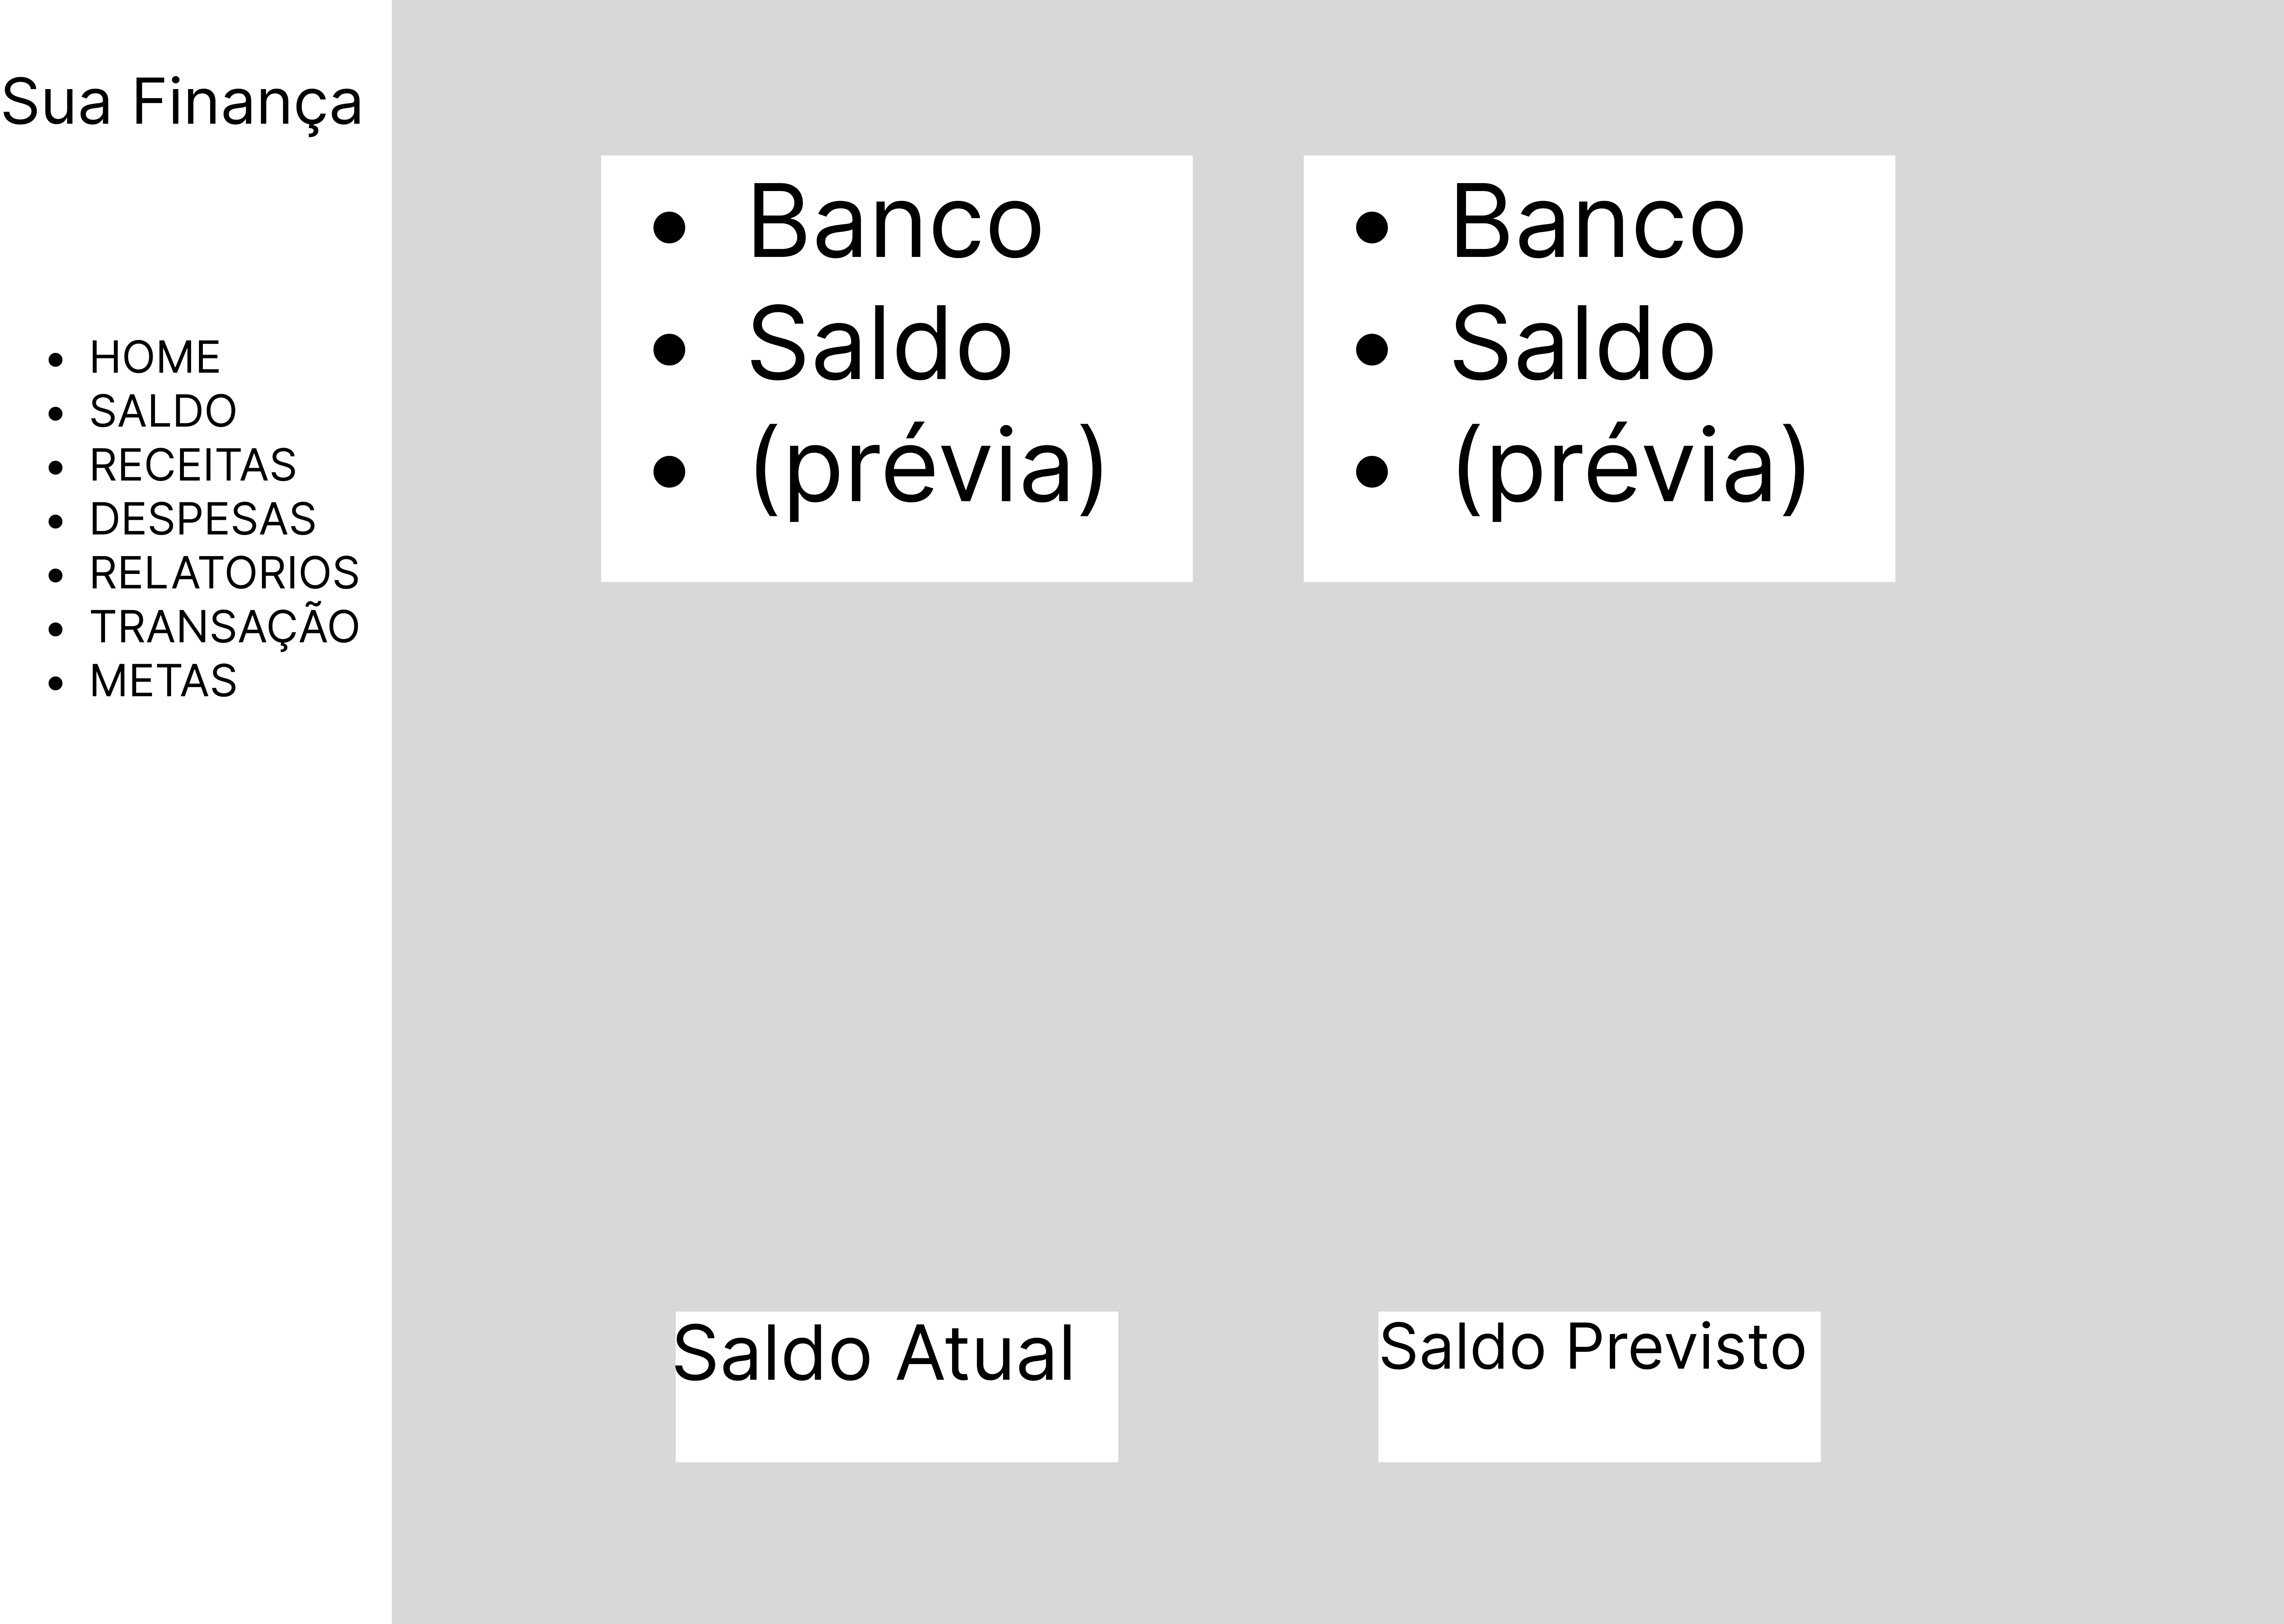 Sua Finança
• HOME
• SALDO
• RECEITAS
• DESPESAS
• RELATORIOS
• TRANSAÇÃO
• METAS
• Banco
• Saldo
• (prévia)
• Banco
• Saldo
• (prévia)
Saldo Atual
Saldo Previsto